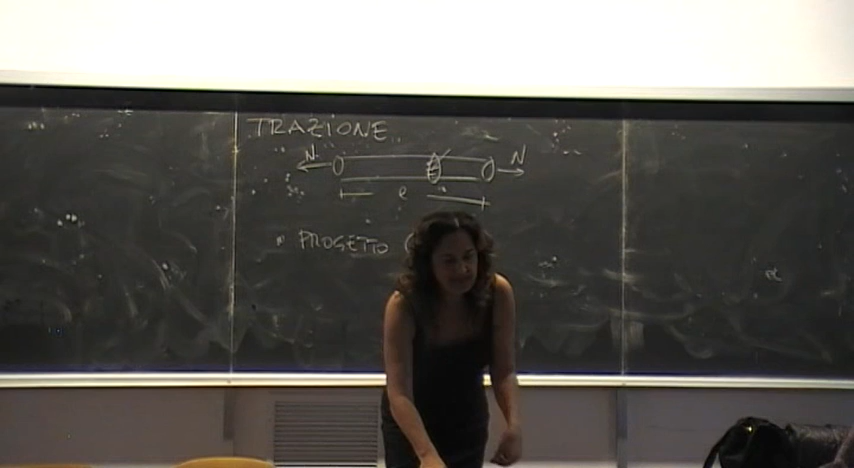 TRAZIONE
N N
e
* PROGETTO (
α